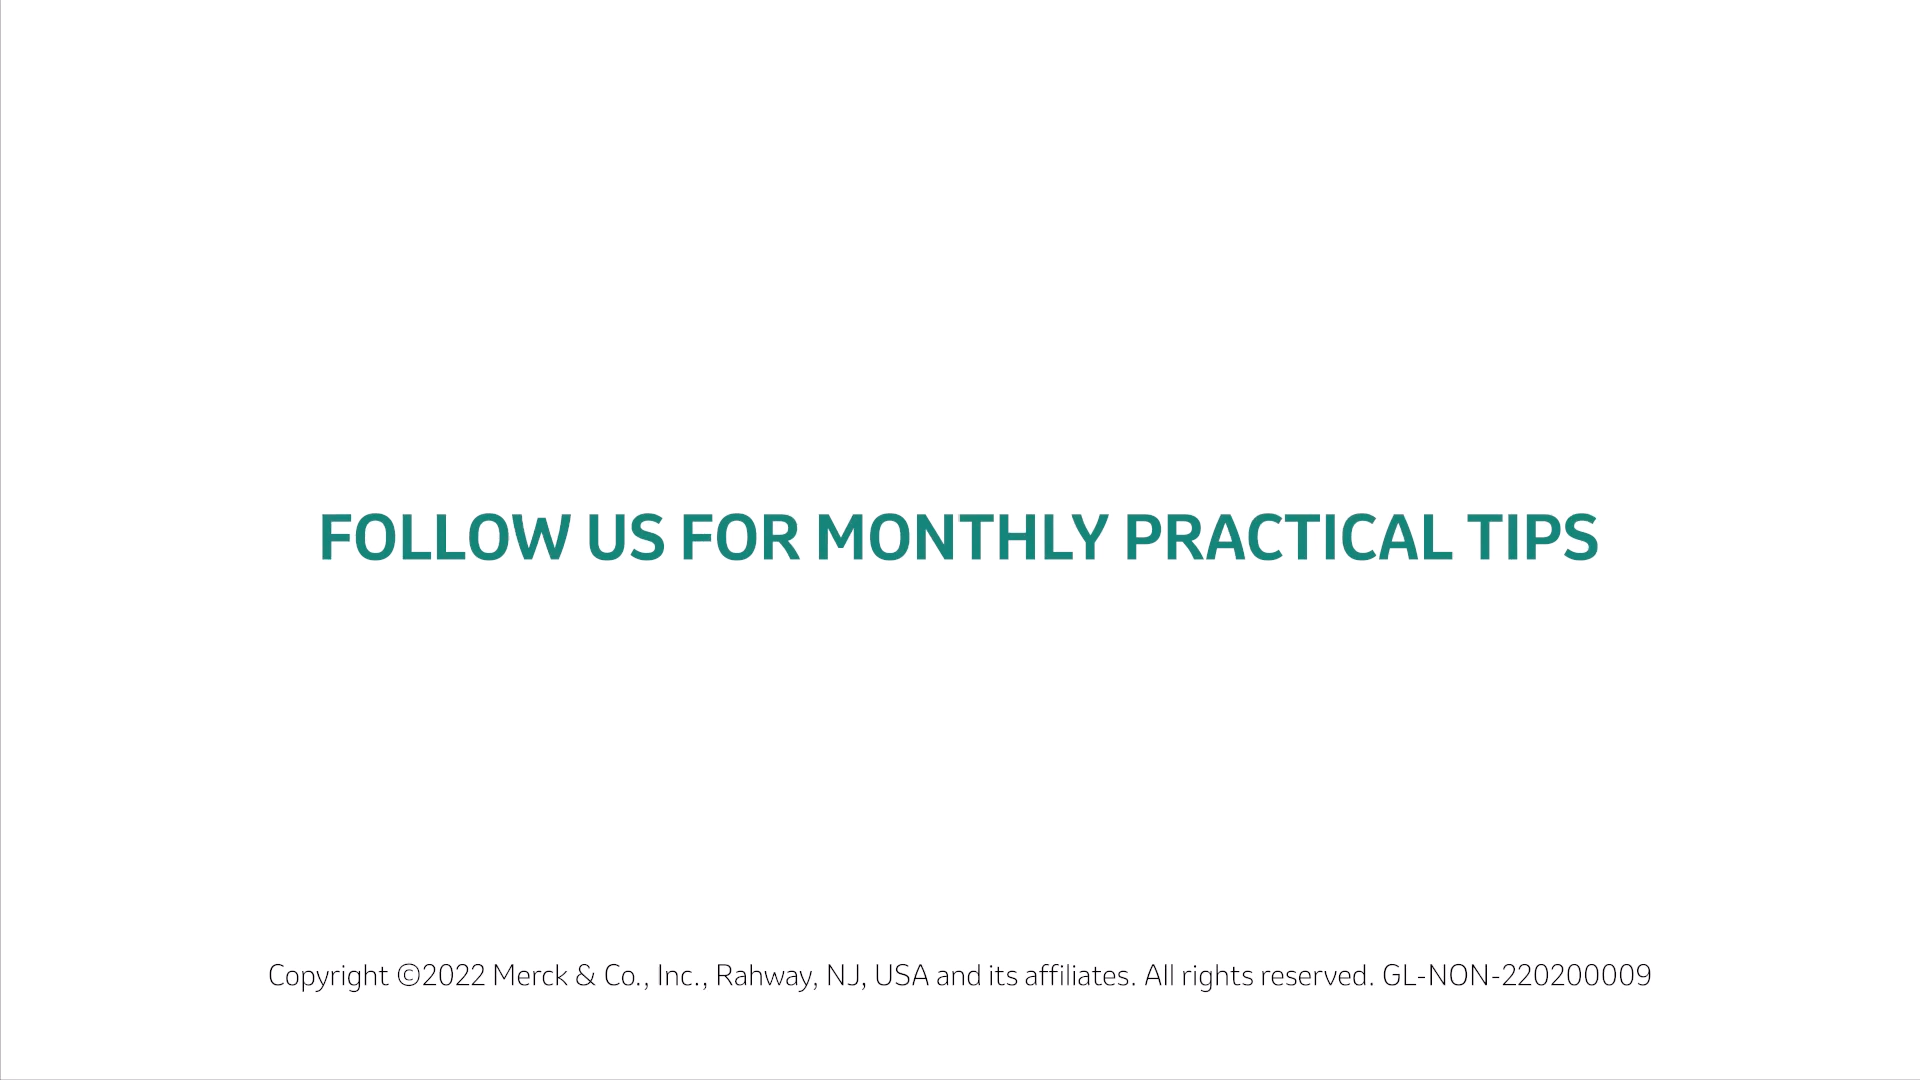 FOLLOW US FOR MONTHLY PRACTICAL TIPS
Copyright ©2022 Merck & Co., Inc., Rahway, NJ, USA and its affiliates. All rights reserved. GL-NON-220200009